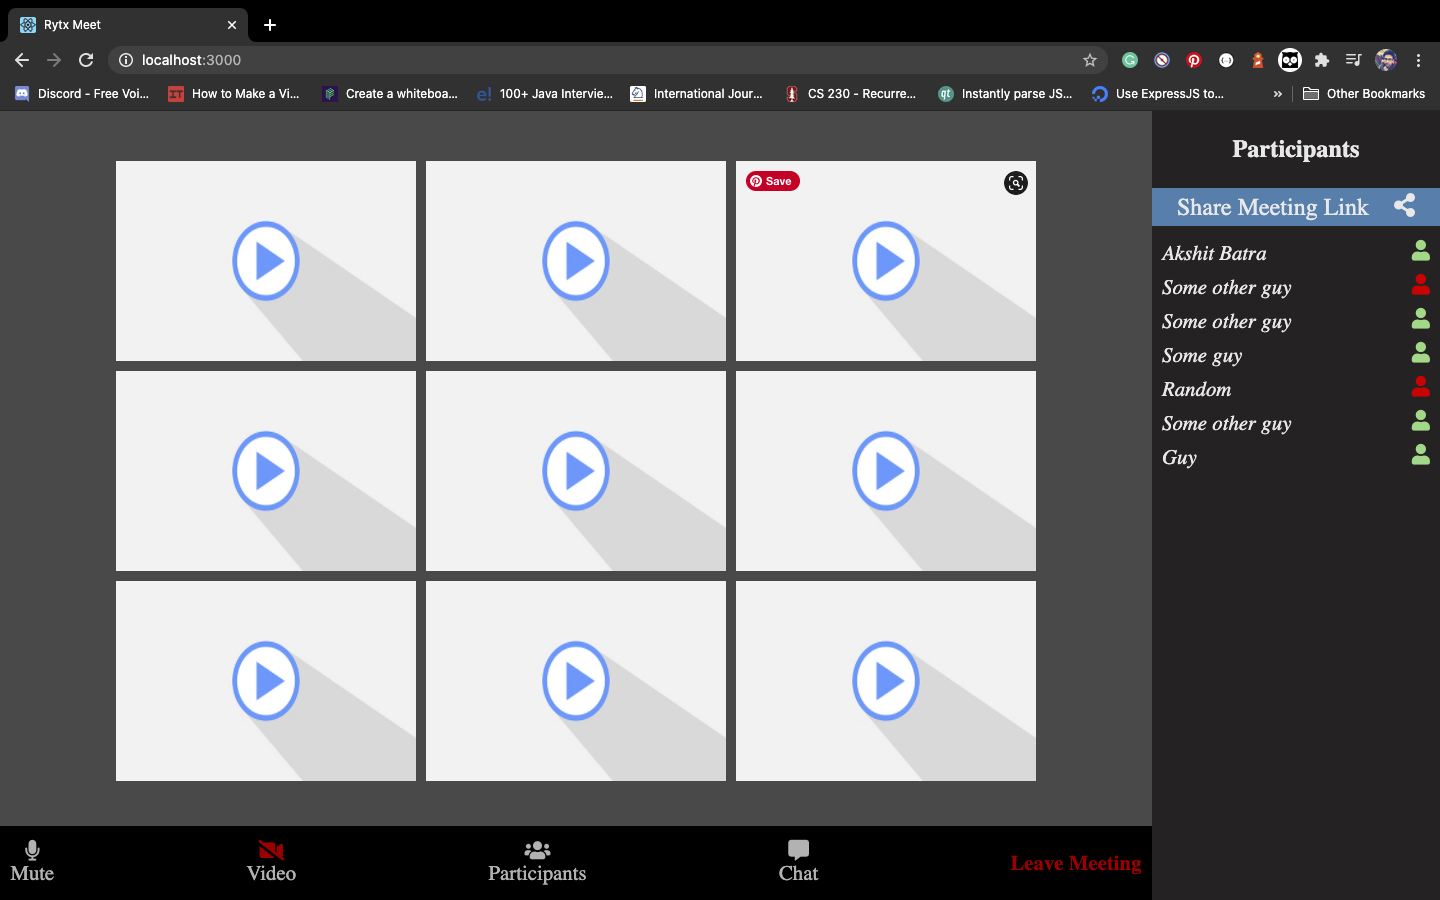 Rytx Meet
localhost:3000
Discord - Free Voi...
How to Make a Vi...
Create a whiteboa...
100+ Java Intervie...
International Jour...
CS 230 - Recurre...
Instantly parse JS...
Use ExpressJS to...
»
Other Bookmarks
Save
Participants
Share Meeting Link
Akshit Batra
Some other guy
Some other guy
Some guy
Random
Some other guy
Guy
Mute
Video
Participants
Chat
Leave Meeting